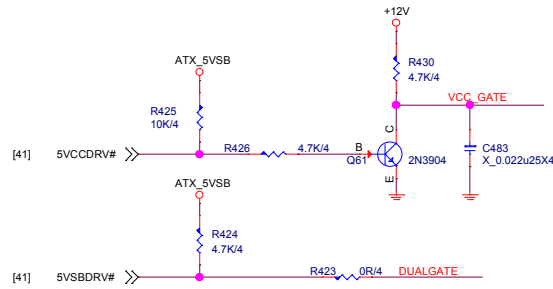 +12V
ATX_5VSB
R430
4.7K/4
VCC_GATE
R425
10K/4
C
C483
X_0.022u25X4
[41] 5VCCDRV# R426 4.7K/4 B
Q61 2N3904
E
ATX_5VSB
R424
4.7K/4
[41] 5VSBDRV# R423 0R/4 DUALGATE